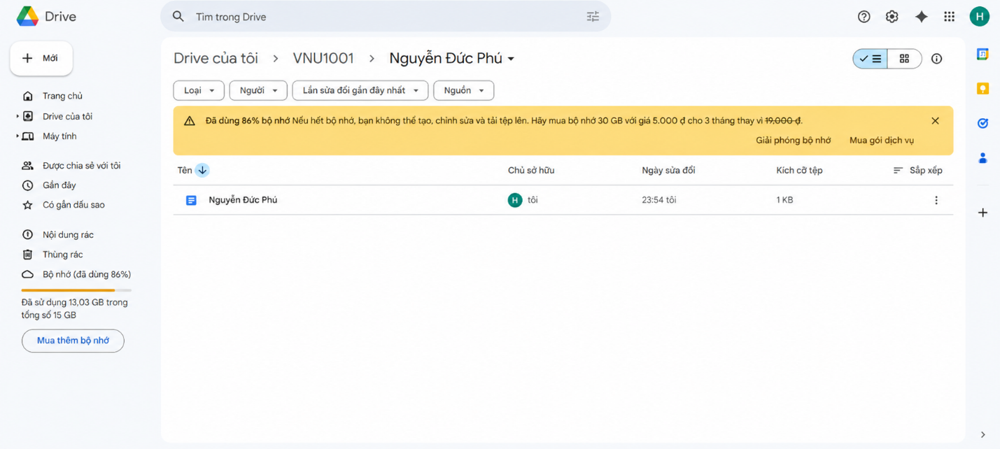 Drive
Tìm trong Drive
H
Mới
Trang chủ
Drive của tôi
Máy tính
Được chia sẻ với tôi
Gần đây
Có gắn dấu sao
Nội dung rác
Thùng rác
Bộ nhớ (đã dùng 86%)
Đã sử dụng 13,03 GB trong
tổng số 15 GB
Mua thêm bộ nhớ
Drive của tôi > VNU1001 > Nguyễn Đức Phú
Loại Người Lần sửa đổi gần đây nhất Nguồn
Đã dùng 86% bộ nhớ Nếu hết bộ nhớ, bạn không thể tạo, chỉnh sửa và tải tệp lên. Hãy mua bộ nhớ 30 GB với giá 5.000 ₫ cho 3 tháng thay vì 19.000 ₫.
Giải phóng bộ nhớ Mua gói dịch vụ
Tên Chủ sở hữu Ngày sửa đổi Kích cỡ tệp Sắp xếp
Nguyễn Đức Phú H tôi 23:54 tôi 1 KB